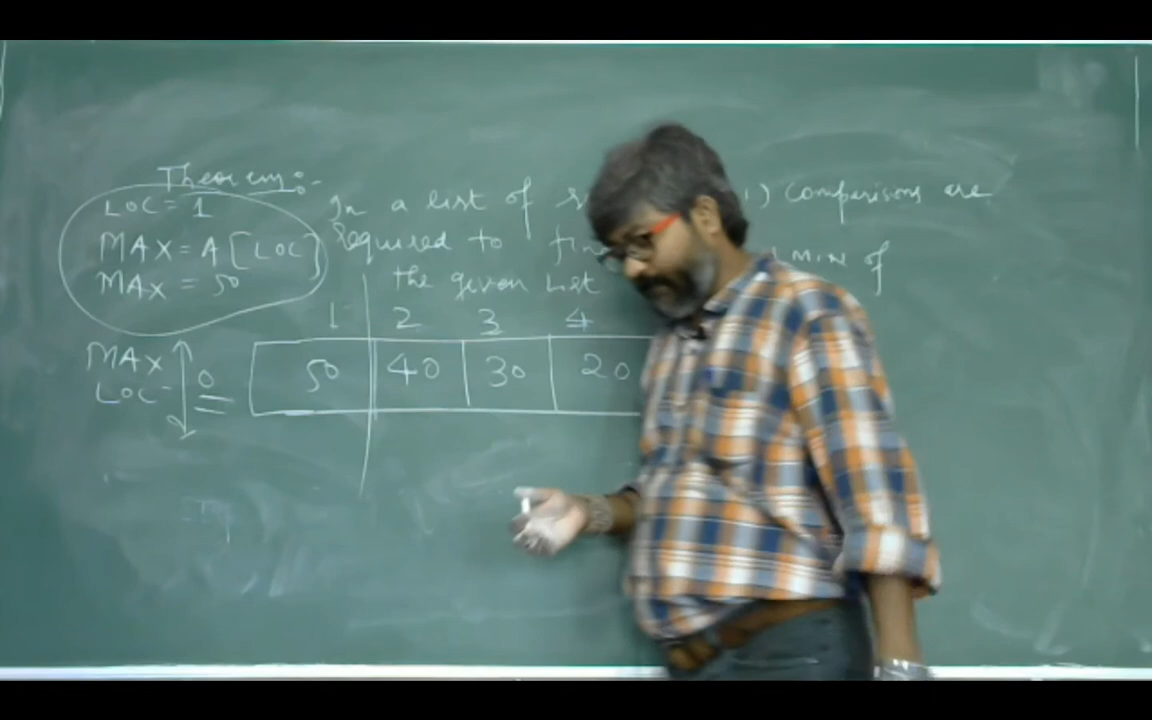 Theorem:-
In a list of 1) comparisons are
required to MIN of
the given list
LOC = 1
MAX = A[LOC]
MAX = 50
1 2 3 4
50 40 30 20
MAX
LOC
0